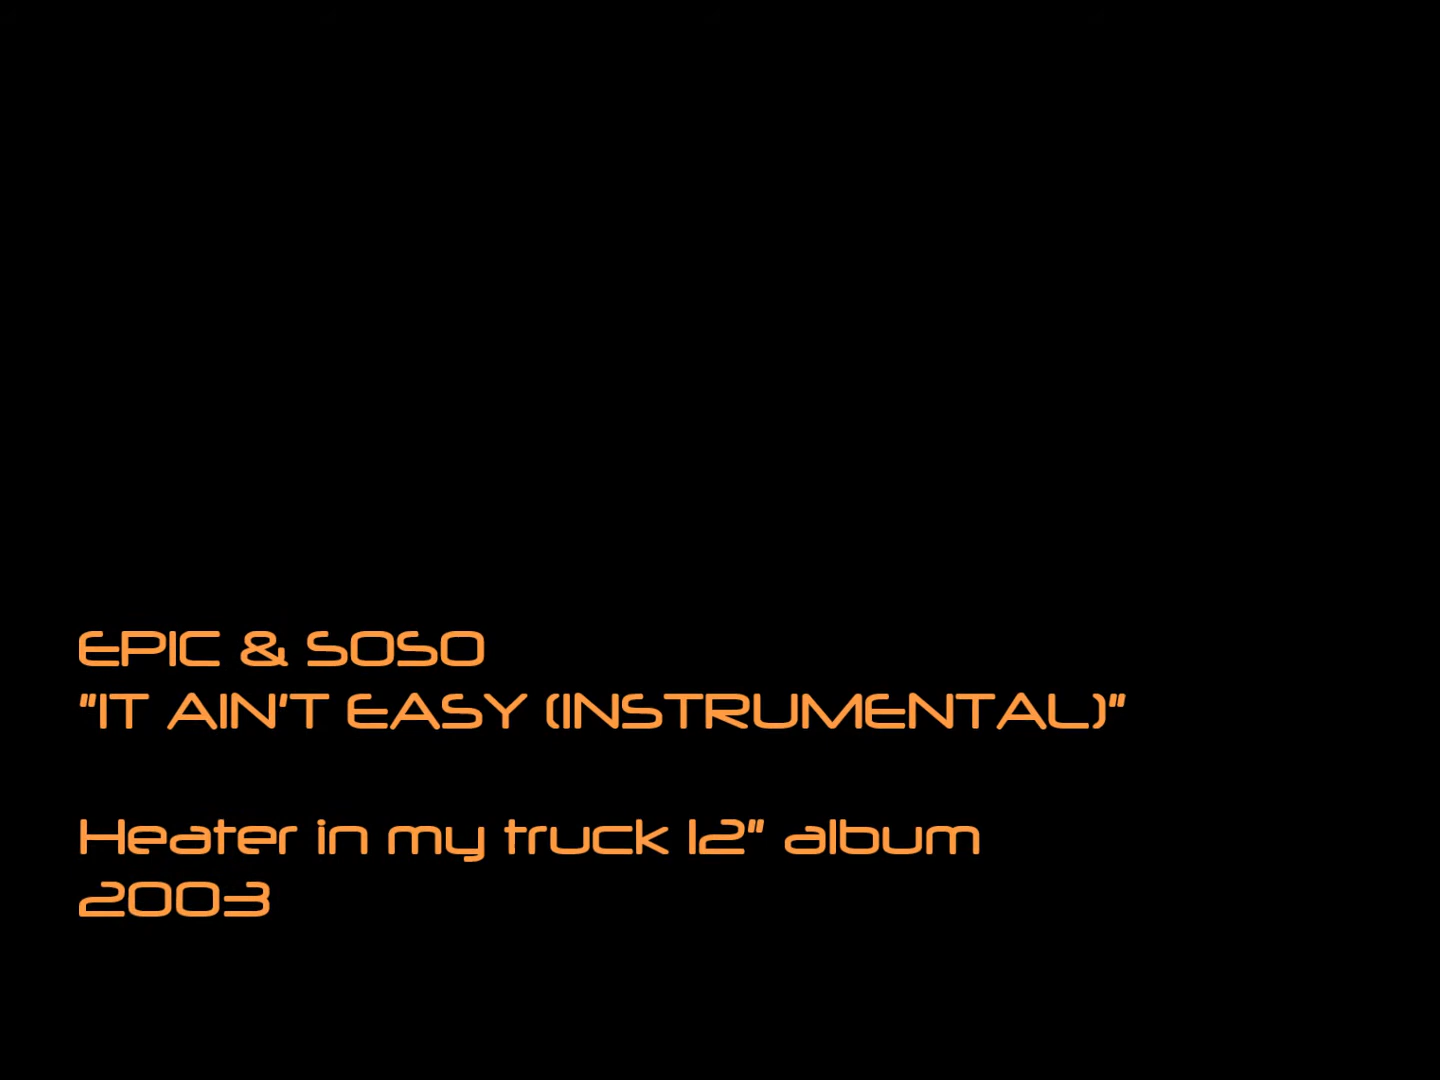 EPIC & SOSO
"IT AIN'T EASY (INSTRUMENTAL)"
Heater in my truck 12" album
2003